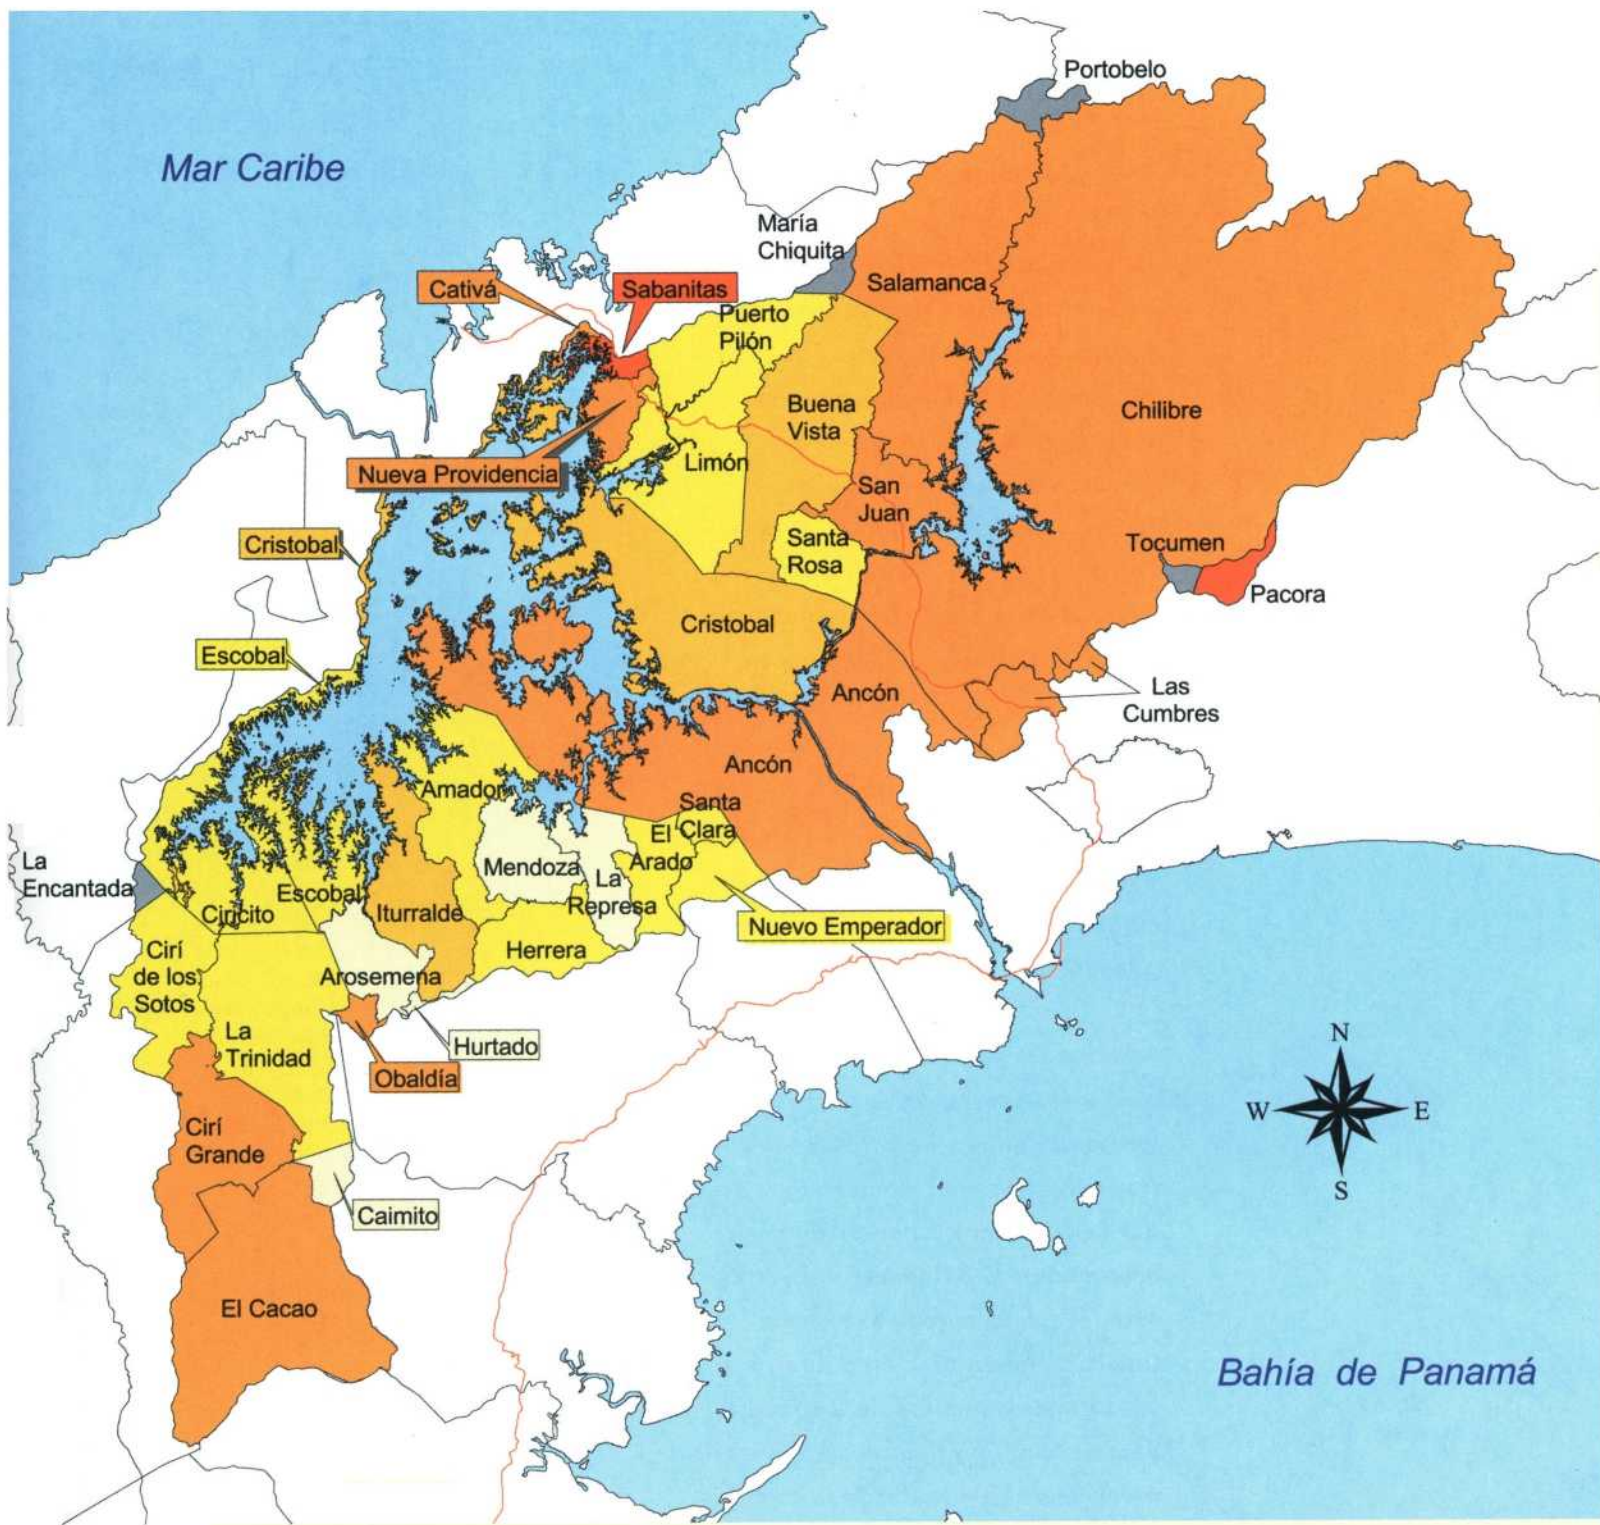 Portobelo
Mar Caribe
María
Chiquita
Salamanca
Cativá
Sabanitas
Puerto
Pilón
Buena
Vista
Chilibre
Limón
Nueva Providencia
San
Juan
Cristobal
Santa
Rosa
Tocumen
Pacora
Cristobal
Escobal
Ancón
Las
Cumbres
Ancón
Amador
Santa
Clara
El
Arado
La
Encantada
Mendoza
La
Represa
Escobal
Ciricito
Iturralde
Nuevo Emperador
Cirí
de los
Sotos
Herrera
Arosemena
La
Trinidad
Hurtado
Obaldía
N
W
E
S
Cirí
Grande
Caimito
El Cacao
Bahía de Panamá